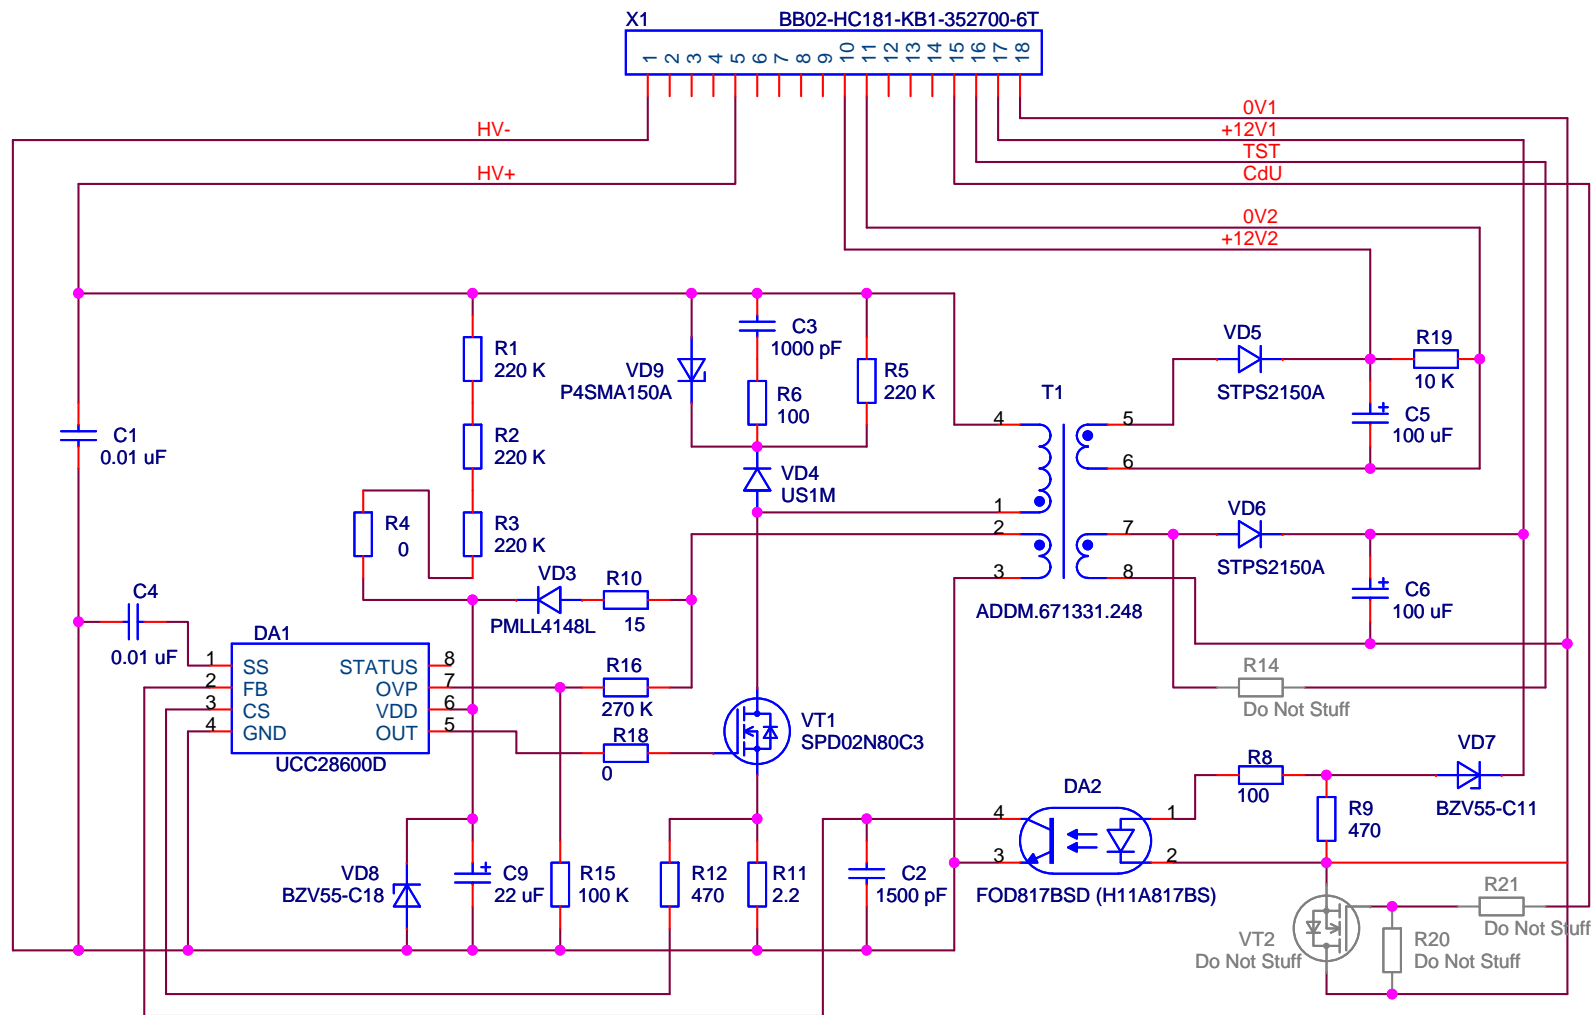 X1 BB02-HC181-KB1-352700-6T
1 2 3 4 5 6 7 8 9 10 11 12 13 14 15 16 17 18
0V1
HV- +12V1
TST
HV+ CdU
0V2
+12V2
C3
1000 pF
VD5
STPS2150A
R19
10 K
R1
220 K
VD9
P4SMA150A
R5
220 K
R6
100
T1
C5
100 uF
C1
0.01 uF
R2
220 K
VD4
US1M
4
1
2
3
5
6
7
8
R4
0
R3
220 K
VD6
STPS2150A
VD3
PMLL4148L
R10
15
ADDM.671331.248
C6
100 uF
C4
0.01 uF
DA1
1 SS STATUS 8
2 FB OVP 7
3 CS VDD 6
4 GND OUT 5
UCC28600D
R16
270 K
R14
Do Not Stuff
R18
0
VT1
SPD02N80C3
R8
100
VD7
BZV55-C11
DA2
4 1
3 2
FOD817BSD (H11A817BS)
R9
470
VD8
BZV55-C18
C9
22 uF
R15
100 K
R12
470
R11
2.2
C2
1500 pF
R21
Do Not Stuff
VT2
Do Not Stuff
R20
Do Not Stuff